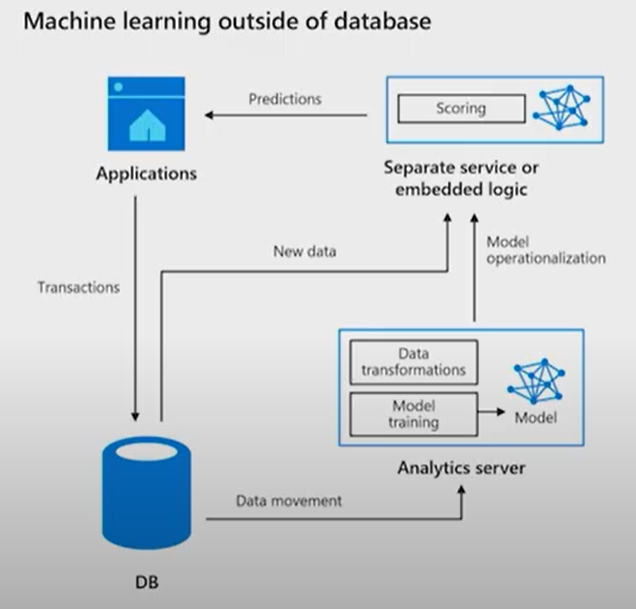 Machine learning outside of database
Predictions
Scoring
Applications
Separate service or
embedded logic
New data
Model
operationalization
Transactions
Data
transformations
Model
training
Model
Analytics server
Data movement
DB